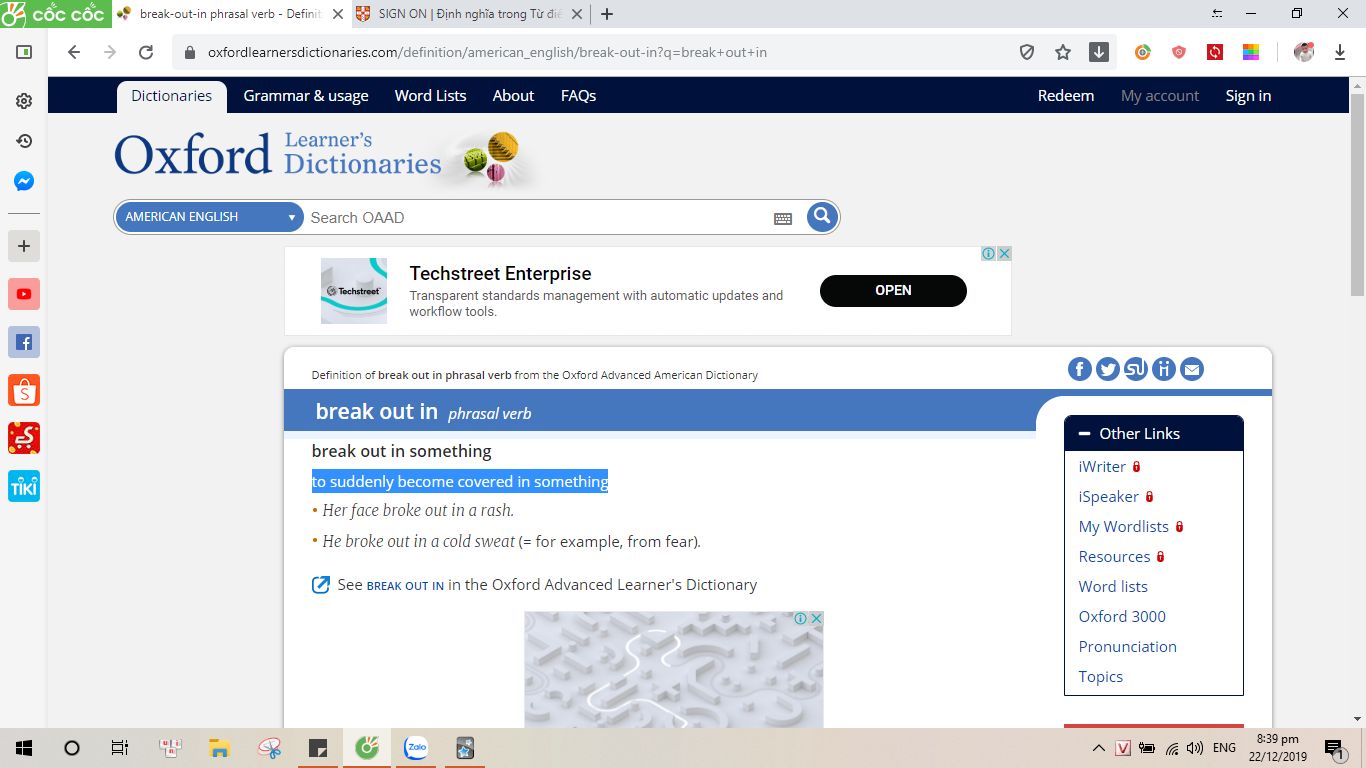 CỐC CỐC
break-out-in phrasal verb - Definit
SIGN ON | Định nghĩa trong Từ điể
oxfordlearnersdictionaries.com/definition/american_english/break-out-in?q=break+out+in
Dictionaries Grammar & usage Word Lists About FAQs Redeem My account Sign in
Oxford Learner's
Dictionaries
AMERICAN ENGLISH Search OAAD
Techstreet
Techstreet Enterprise
Transparent standards management with automatic updates and
workflow tools.
OPEN
Definition of break out in phrasal verb from the Oxford Advanced American Dictionary
break out in phrasal verb
break out in something
to suddenly become covered in something
• Her face broke out in a rash.
• He broke out in a cold sweat (= for example, from fear).
See BREAK OUT IN in the Oxford Advanced Learner's Dictionary
Other Links
iWriter
iSpeaker
My Wordlists
Resources
Word lists
Oxford 3000
Pronunciation
Topics
TIKI
Zalo
V
ENG
8:39 pm
22/12/2019
1